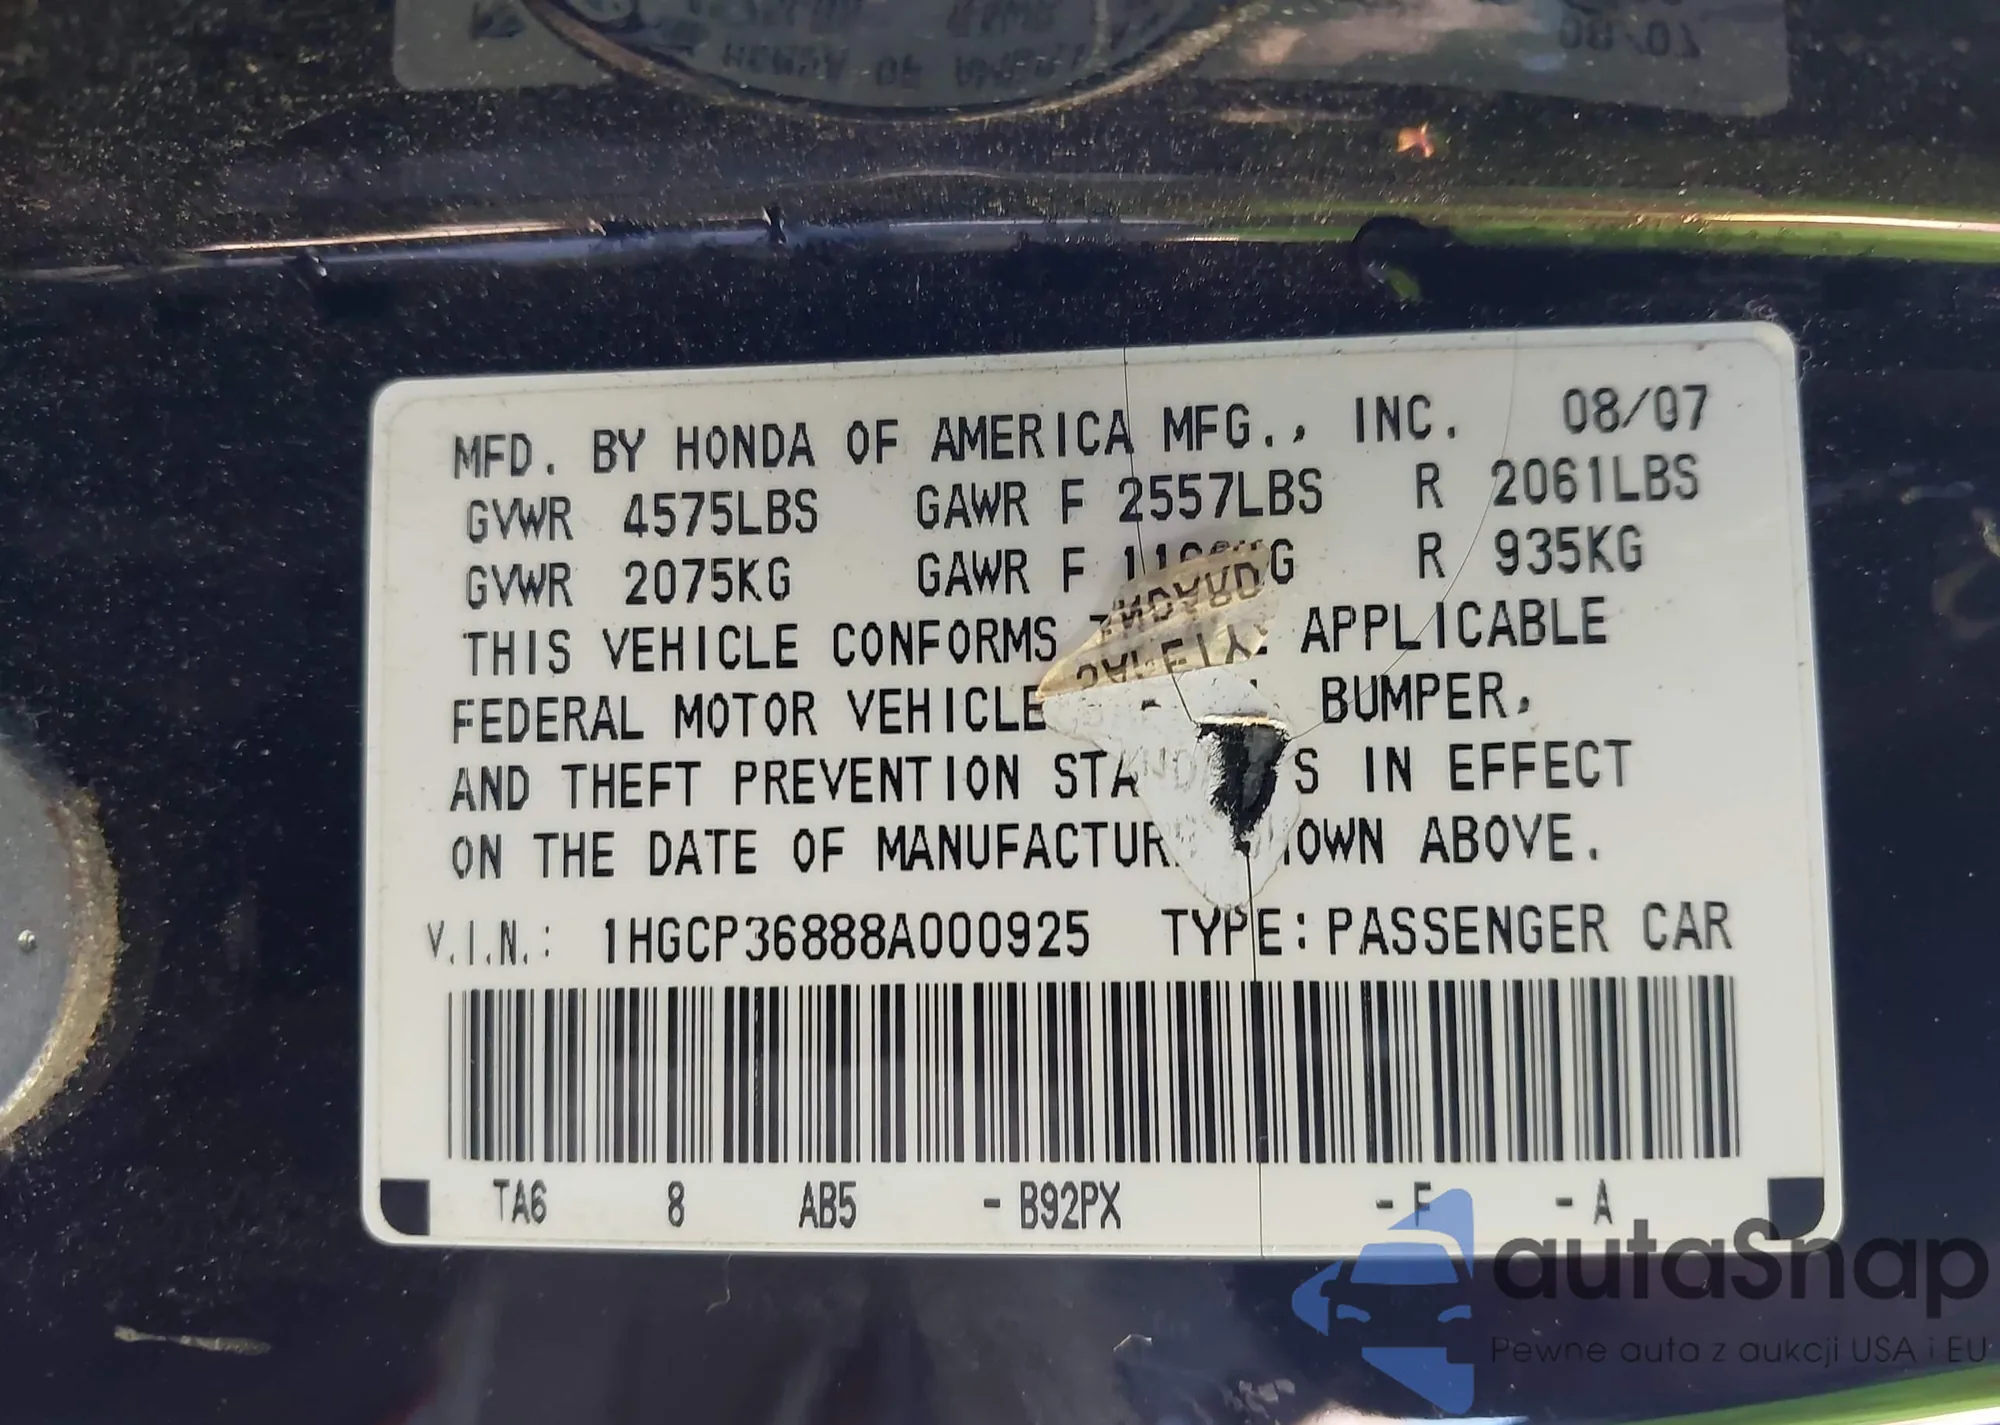 MFD. BY HONDA OF AMERICA MFG., INC. 08/07
GVWR 4575LBS GAWR F 2557LBS R 2061LBS
GVWR 2075KG GAWR F R 935KG
THIS VEHICLE CONFORMS APPLICABLE
FEDERAL MOTOR VEHICLE BUMPER,
AND THEFT PREVENTION IN EFFECT
ON THE DATE OF ABOVE.
V.I.N.: 1HGCP36888A000925 TYPE: PASSENGER CAR
TA6 8 AB5 - B92PX - F - A
autaSnap
Pewne auta z aukcji USA i EU